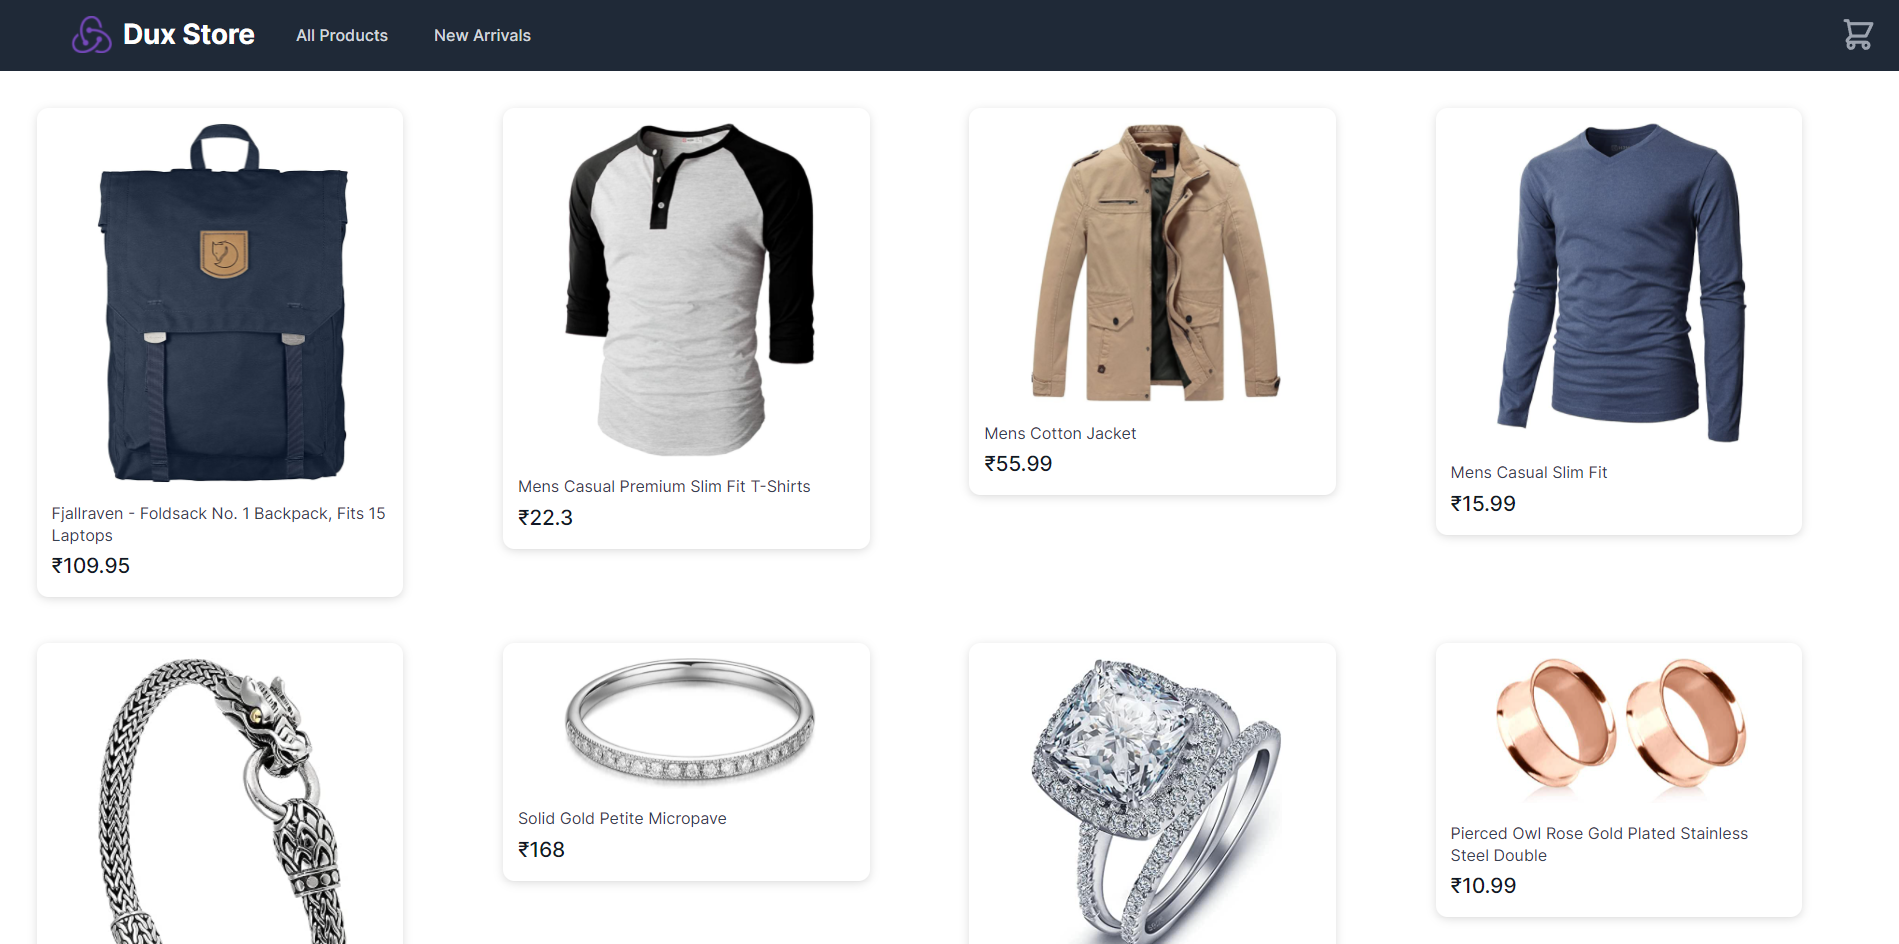 Dux Store
All Products
New Arrivals
Fjallraven - Foldsack No. 1 Backpack, Fits 15
Laptops
₹109.95
Mens Casual Premium Slim Fit T-Shirts
₹22.3
Mens Cotton Jacket
₹55.99
Mens Casual Slim Fit
₹15.99
Solid Gold Petite Micropave
₹168
Pierced Owl Rose Gold Plated Stainless
Steel Double
₹10.99